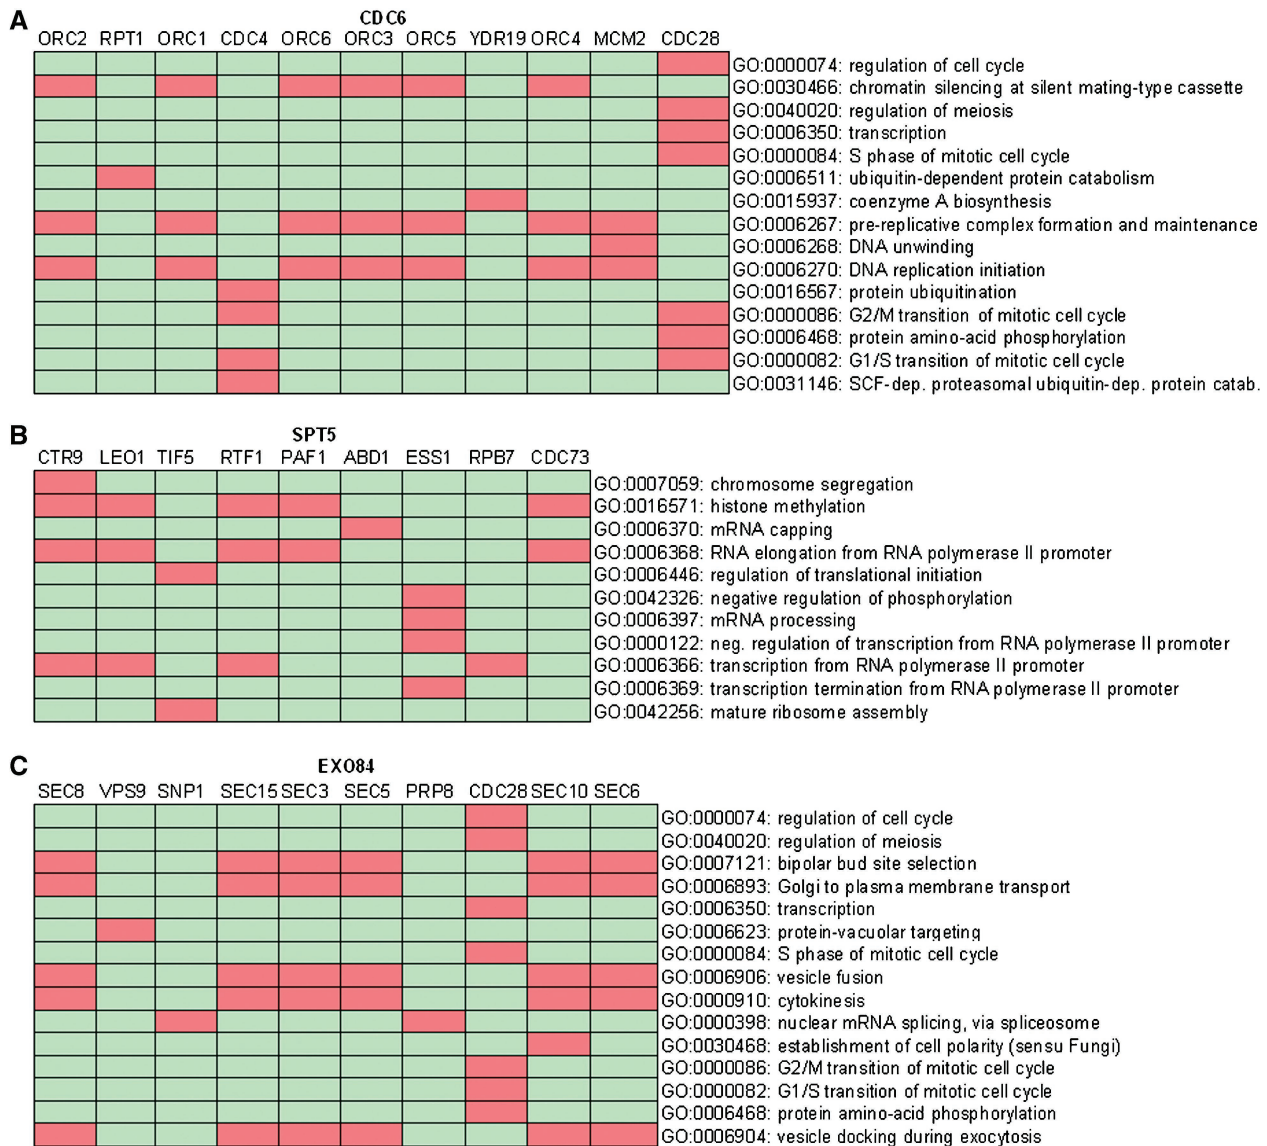 A
CDC6
ORC2 RPT1 ORC1 CDC4 ORC6 ORC3 ORC5 YDR19 ORC4 MCM2 CDC28
GO:0000074: regulation of cell cycle
GO:0030466: chromatin silencing at silent mating-type cassette
GO:0040020: regulation of meiosis
GO:0006350: transcription
GO:0000084: S phase of mitotic cell cycle
GO:0006511: ubiquitin-dependent protein catabolism
GO:0015937: coenzyme A biosynthesis
GO:0006267: pre-replicative complex formation and maintenance
GO:0006268: DNA unwinding
GO:0006270: DNA replication initiation
GO:0016567: protein ubiquitination
GO:0000086: G2/M transition of mitotic cell cycle
GO:0006468: protein amino-acid phosphorylation
GO:0000082: G1/S transition of mitotic cell cycle
GO:0031146: SCF-dep. proteasomal ubiquitin-dep. protein catab.
B
SPT5
CTR9 LEO1 TIF5 RTF1 PAF1 ABD1 ESS1 RPB7 CDC73
GO:0007059: chromosome segregation
GO:0016571: histone methylation
GO:0006370: mRNA capping
GO:0006368: RNA elongation from RNA polymerase II promoter
GO:0006446: regulation of translational initiation
GO:0042326: negative regulation of phosphorylation
GO:0006397: mRNA processing
GO:0000122: neg. regulation of transcription from RNA polymerase II promoter
GO:0006366: transcription from RNA polymerase II promoter
GO:0006369: transcription termination from RNA polymerase II promoter
GO:0042256: mature ribosome assembly
C
EXO84
SEC8 VPS9 SNP1 SEC15 SEC3 SEC5 PRP8 CDC28 SEC10 SEC6
GO:0000074: regulation of cell cycle
GO:0040020: regulation of meiosis
GO:0007121: bipolar bud site selection
GO:0006893: Golgi to plasma membrane transport
GO:0006350: transcription
GO:0006623: protein-vacuolar targeting
GO:0000084: S phase of mitotic cell cycle
GO:0006906: vesicle fusion
GO:0000910: cytokinesis
GO:0000398: nuclear mRNA splicing, via spliceosome
GO:0030468: establishment of cell polarity (sensu Fungi)
GO:0000086: G2/M transition of mitotic cell cycle
GO:0000082: G1/S transition of mitotic cell cycle
GO:0006468: protein amino-acid phosphorylation
GO:0006904: vesicle docking during exocytosis